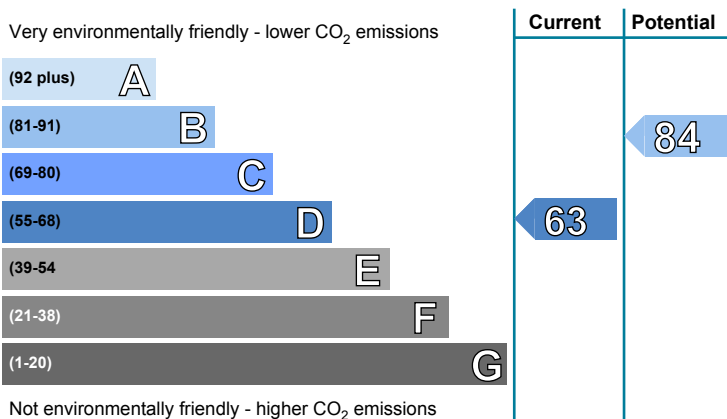 Current Potential
Very environmentally friendly - lower CO2 emissions
(92 plus) A
(81-91) B
84
(69-80) C
(55-68) D
63
(39-54 E
(21-38) F
(1-20) G
Not environmentally friendly - higher CO2 emissions